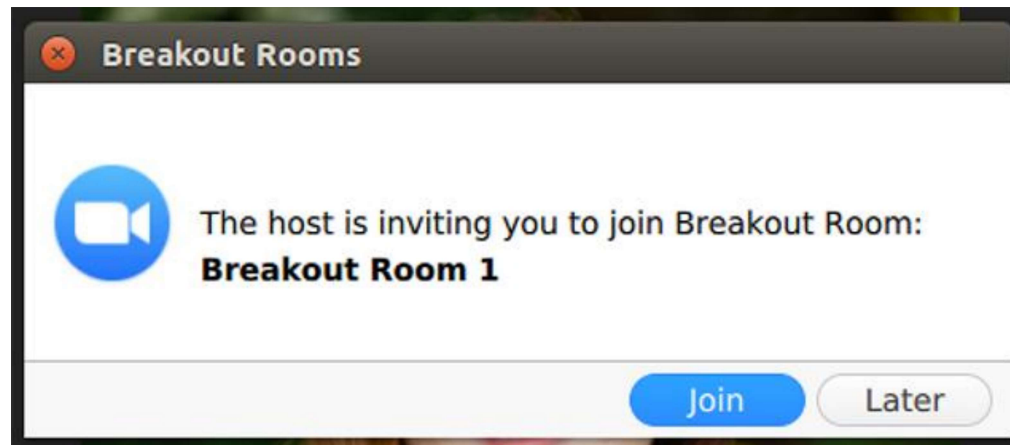 Breakout Rooms
The host is inviting you to join Breakout Room:
Breakout Room 1
Join
Later